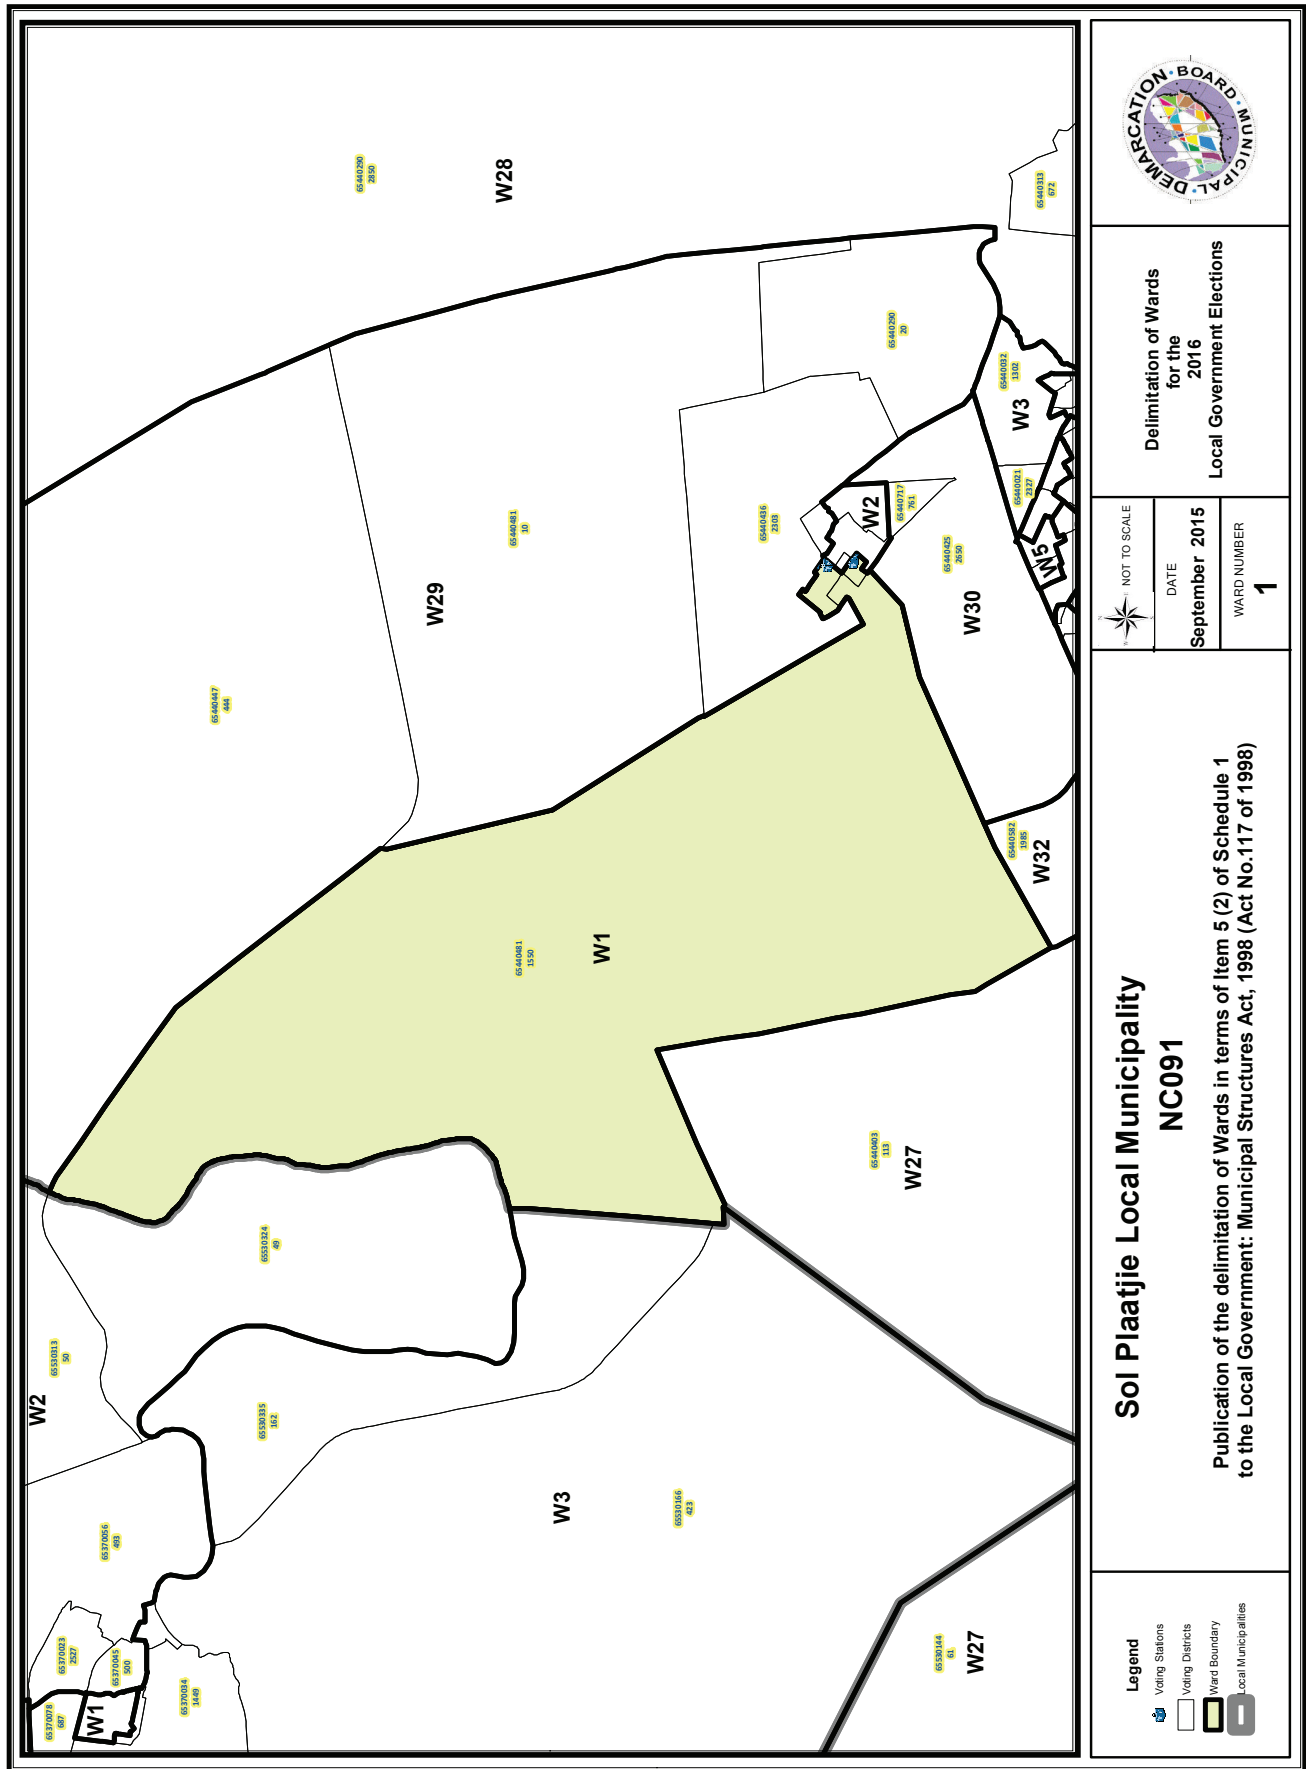 65440290
2850
W28
65440313
672
65440290
20
65440032
1302
W3
65440021
2327
W5
65440447
444
W29
65440481
10
65440436
2303
W2
65440717
761
65440425
2650
W30
65440582
1985
W32
65440481
1550
W1
65440403
113
W27
65530324
49
65530313
50
W2
65530335
162
W3
65530166
423
65530144
61
W27
65370056
493
65370023
2527
65370045
500
65370078
687
W1
65370034
1449
Legend
Voting Stations
Voting Districts
Ward Boundary
Local Municipalities
Sol Plaatjie Local Municipality
NC091
Publication of the delimitation of Wards in terms of Item 5 (2) of Schedule 1
to the Local Government: Municipal Structures Act, 1998 (Act No.117 of 1998)
NOT TO SCALE
DATE
September 2015
WARD NUMBER
1
Delimitation of Wards
for the
2016
Local Government Elections
MUNICIPAL • DEMARCATION • BOARD •